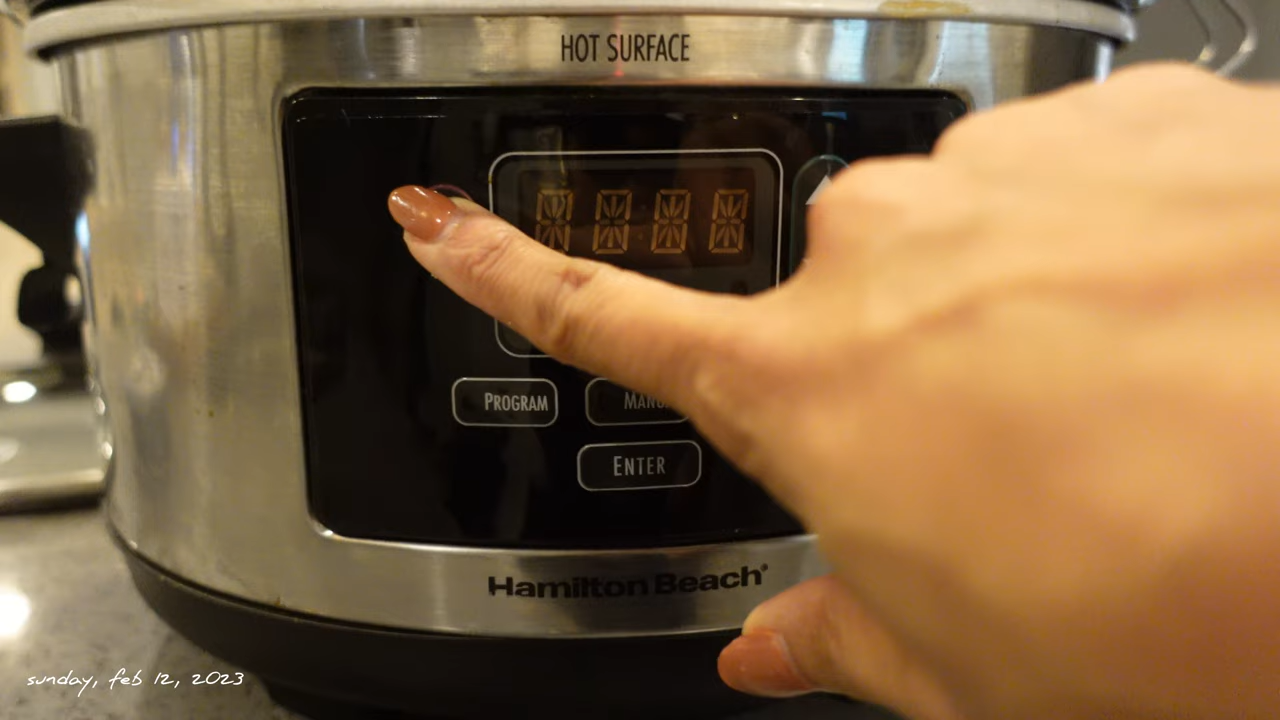 HOT SURFACE
PROGRAM
ENTER
Hamilton Beach®
sunday, feb 12, 2023